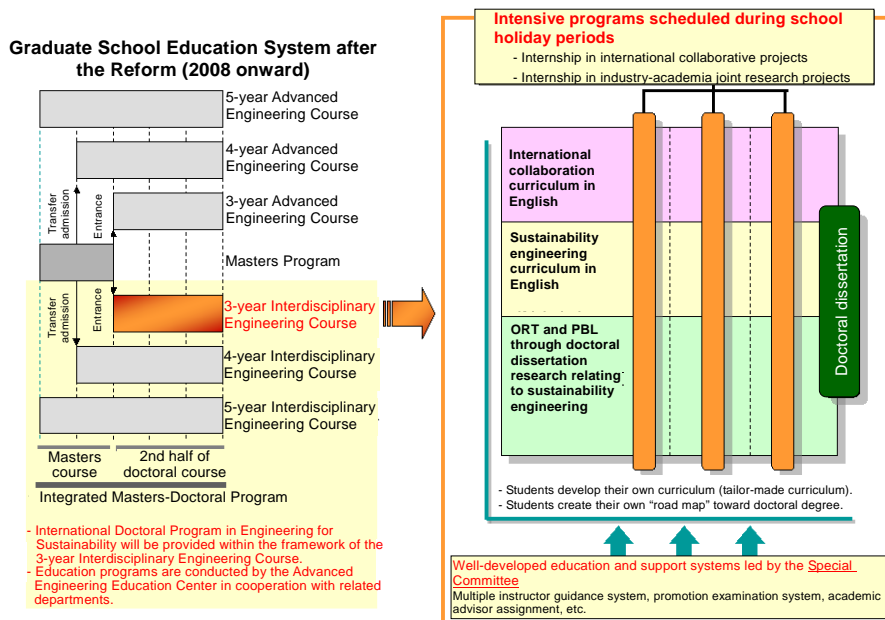 Graduate School Education System after
the Reform (2008 onward)
5-year Advanced
Engineering Course
4-year Advanced
Engineering Course
3-year Advanced
Engineering Course
Transfer
admission
Entrance
Masters Program
3-year Interdisciplinary
Engineering Course
Transfer
admission
Entrance
4-year Interdisciplinary
Engineering Course
5-year Interdisciplinary
Engineering Course
Masters
course
2nd half of
doctoral course
Integrated Masters-Doctoral Program
- International Doctoral Program in Engineering for
Sustainability will be provided within the framework of the
3-year Interdisciplinary Engineering Course.
- Education programs are conducted by the Advanced
Engineering Education Center in cooperation with related
departments.
Intensive programs scheduled during school
holiday periods
- Internship in international collaborative projects
- Internship in industry-academia joint research projects
International
collaboration
curriculum in
English
Sustainability
engineering
curriculum in
English
ORT and PBL
through doctoral
dissertation
research relating
to sustainability
engineering
Doctoral dissertation
- Students develop their own curriculum (tailor-made curriculum).
- Students create their own “road map” toward doctoral degree.
Well-developed education and support systems led by the Special
Committee
Multiple instructor guidance system, promotion examination system, academic
advisor assignment, etc.